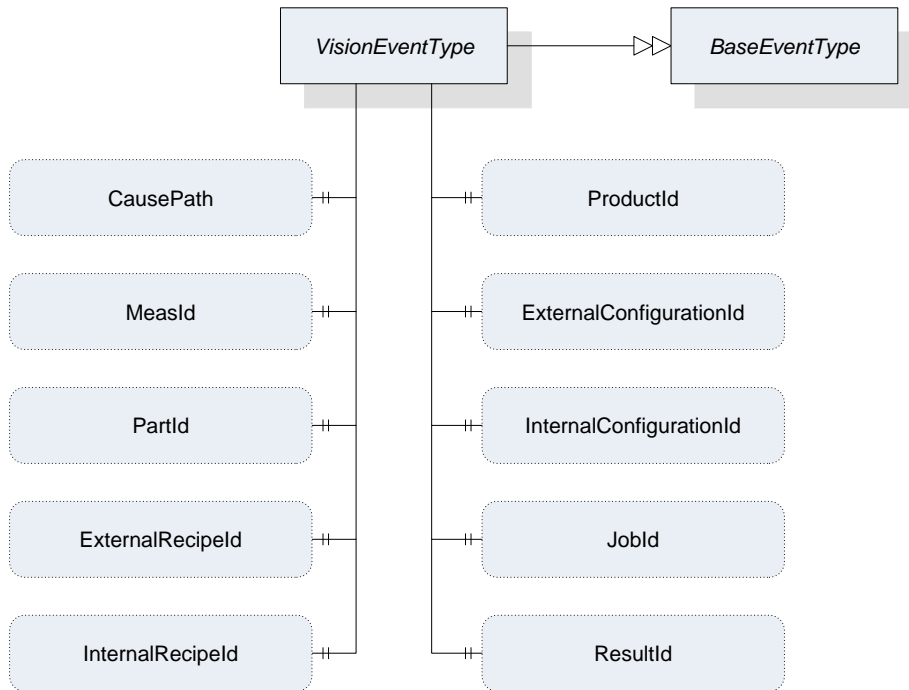 VisionEventType
BaseEventType
CausePath
ProductId
MeasId
ExternalConfigurationId
PartId
InternalConfigurationId
ExternalRecipeId
JobId
InternalRecipeId
ResultId